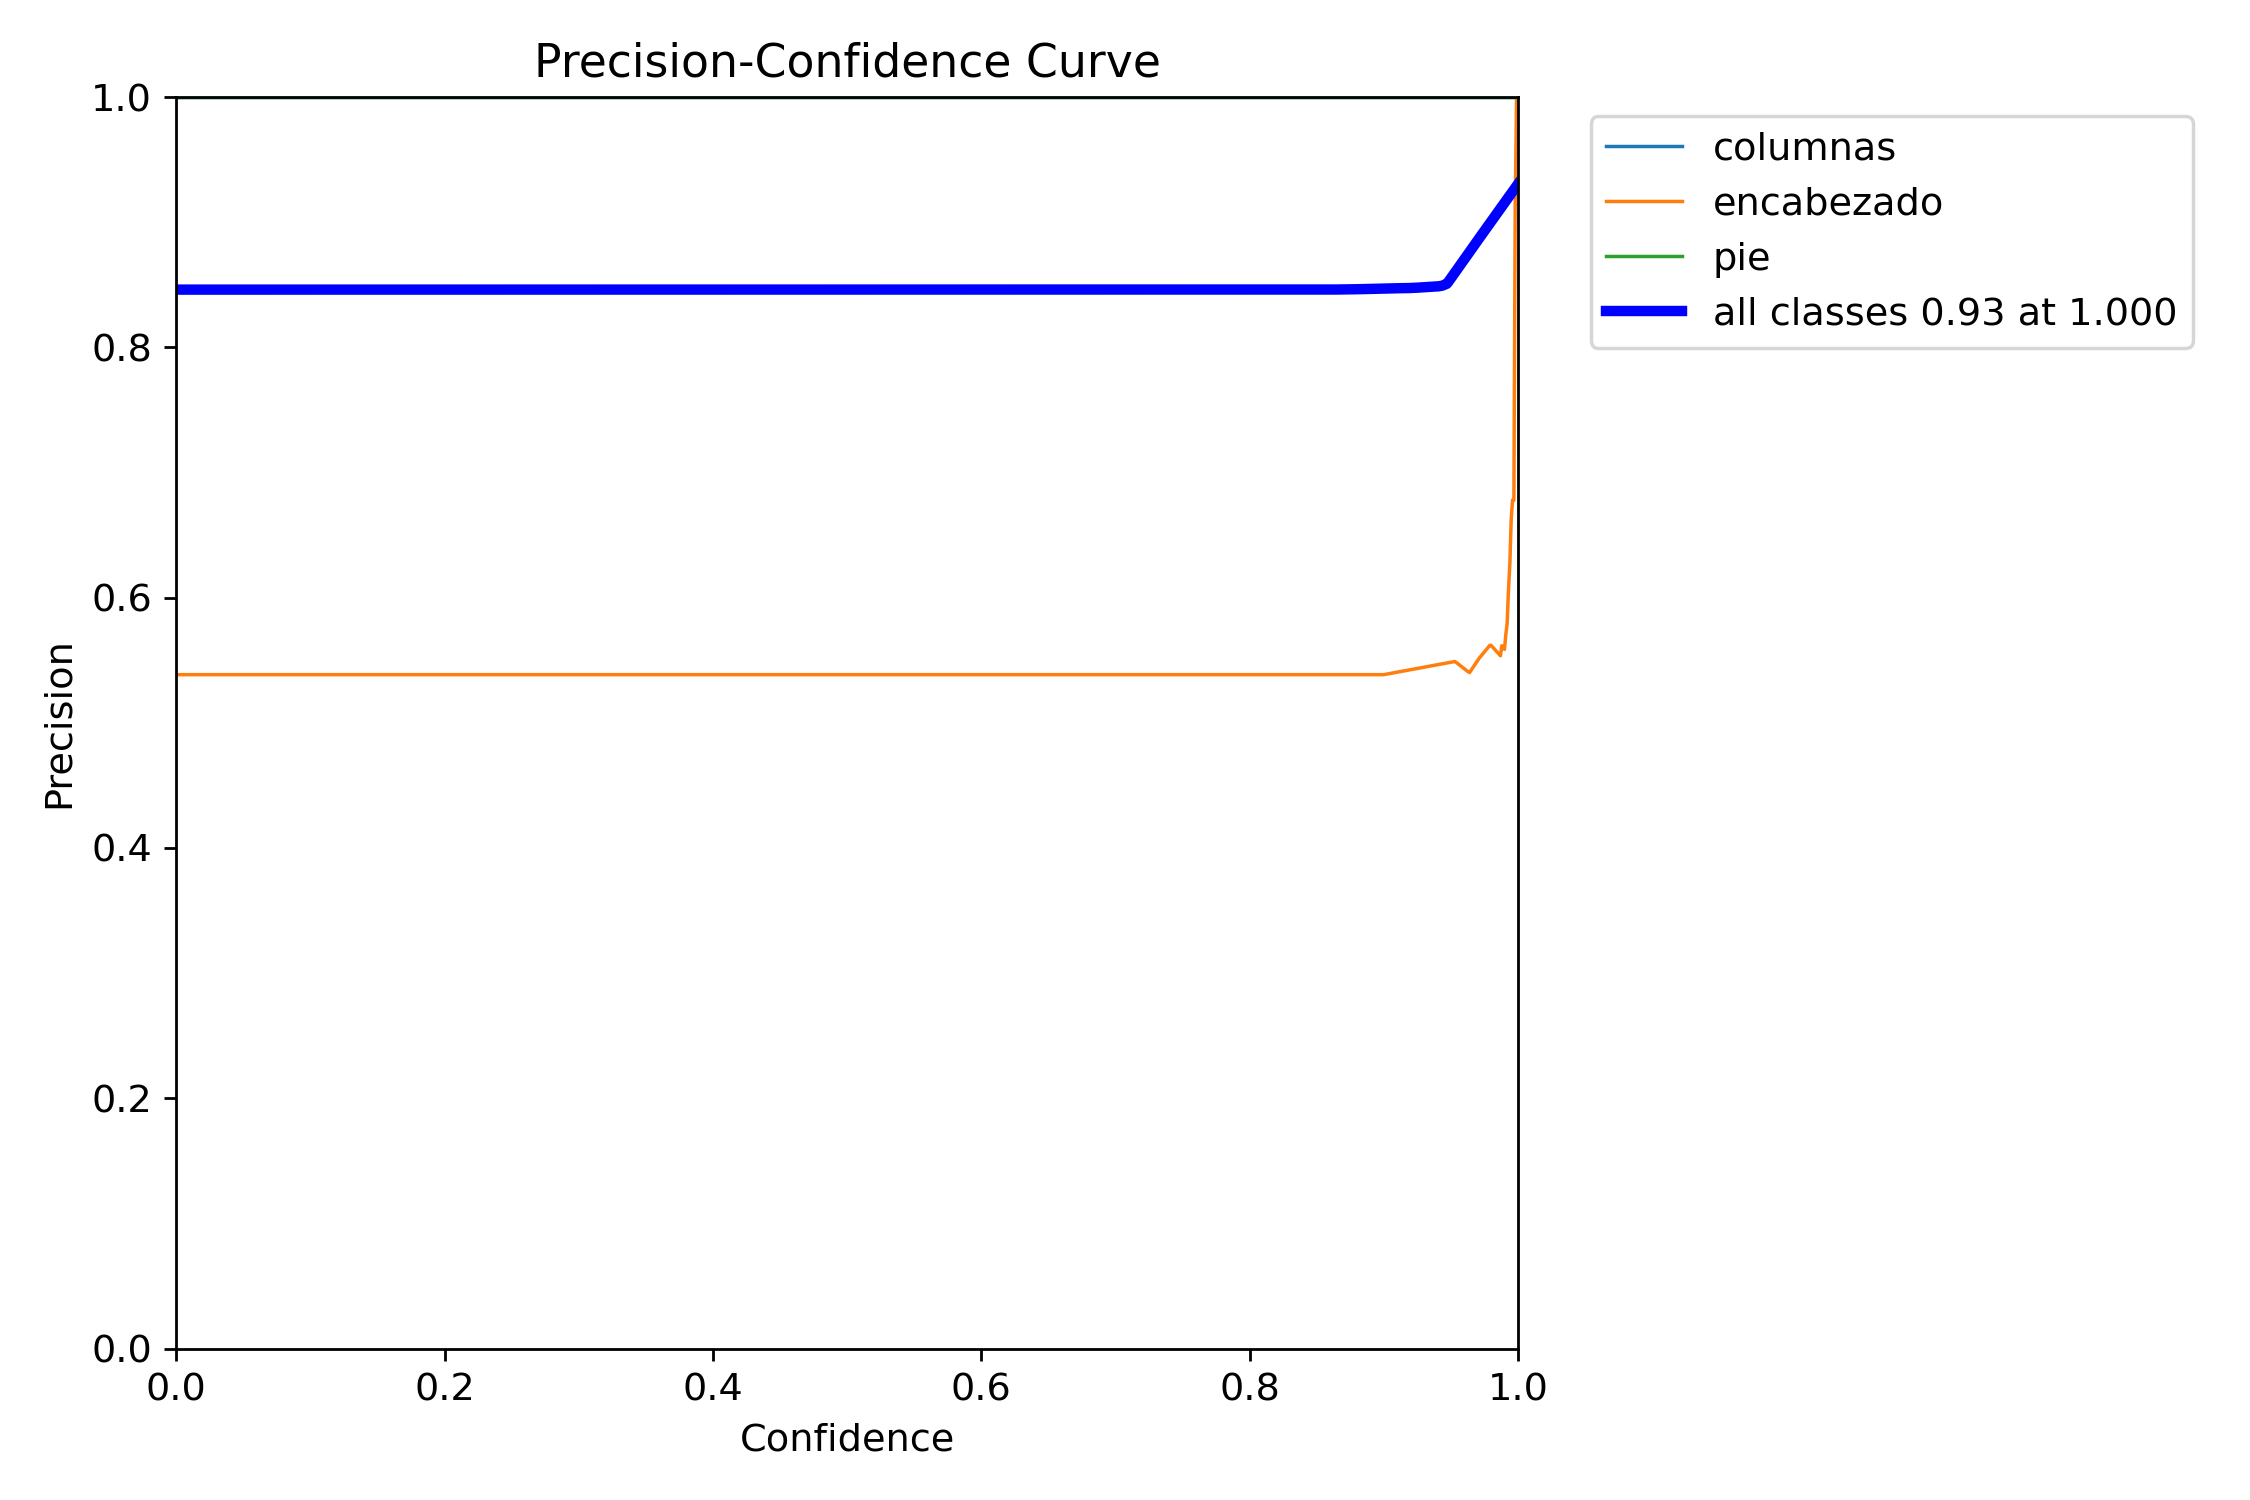 Precision-Confidence Curve
1.0
0.8
0.6
0.4
0.2
0.0
Precision
0.0 0.2 0.4 0.6 0.8 1.0
Confidence
columnas
encabezado
pie
all classes 0.93 at 1.000